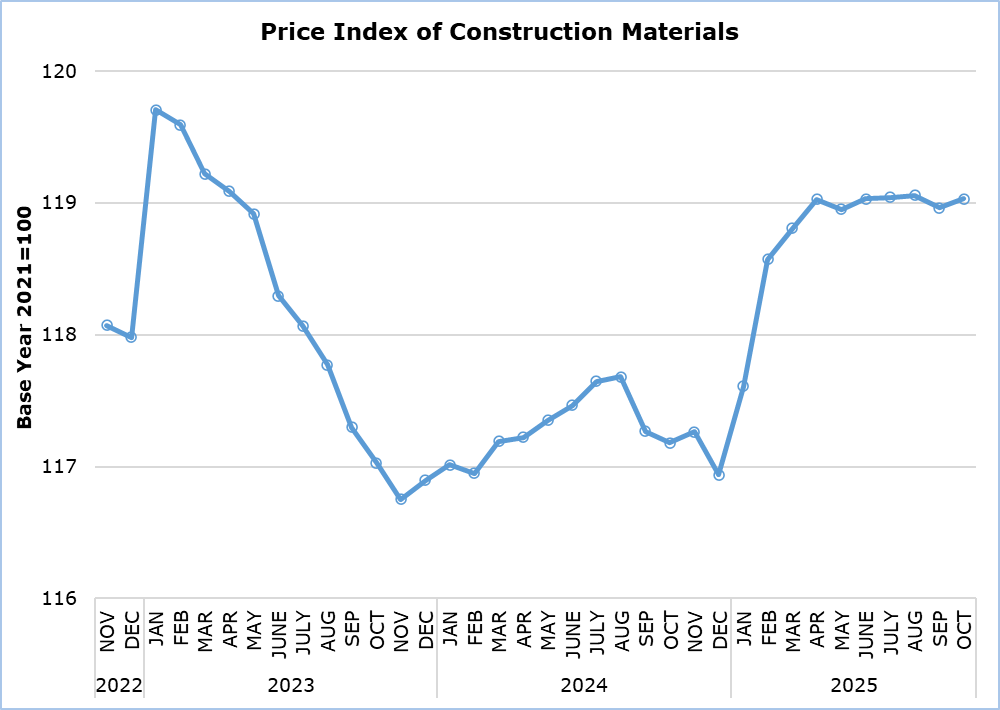 Price Index of Construction Materials
Base Year 2021=100
120
119
118
117
116
NOV DEC JAN FEB MAR APR MAY JUNE JULY AUG SEP OCT NOV DEC JAN FEB MAR APR MAY JUNE JULY AUG SEP OCT NOV DEC JAN FEB MAR APR MAY JUNE JULY AUG SEP OCT
2022 2023 2024 2025